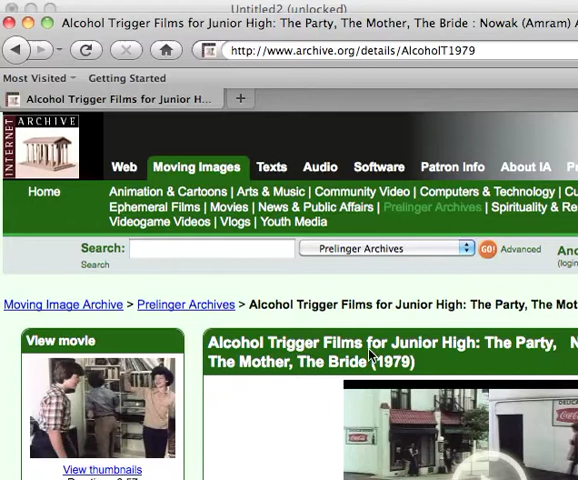 Untitled2 (unlocked)
Alcohol Trigger Films for Junior High: The Party, The Mother, The Bride : Nowak (Amram)
http://www.archive.org/details/AlcoholT1979
Most Visited Getting Started
Alcohol Trigger Films for Junior H... +
INTERNET ARCHIVE
Web Moving Images Texts Audio Software Patron Info About IA
Home
Animation & Cartoons | Arts & Music | Community Video | Computers & Technology |
Ephemeral Films | Movies | News & Public Affairs | Prelinger Archives | Spirituality &
Videogame Videos | Vlogs | Youth Media
Search: Prelinger Archives GO! Advanced
Search
Moving Image Archive > Prelinger Archives > Alcohol Trigger Films for Junior High: The Party, The
View movie
Alcohol Trigger Films for Junior High: The Party,
The Mother, The Bride (1979)
View thumbnails
Coca-Cola